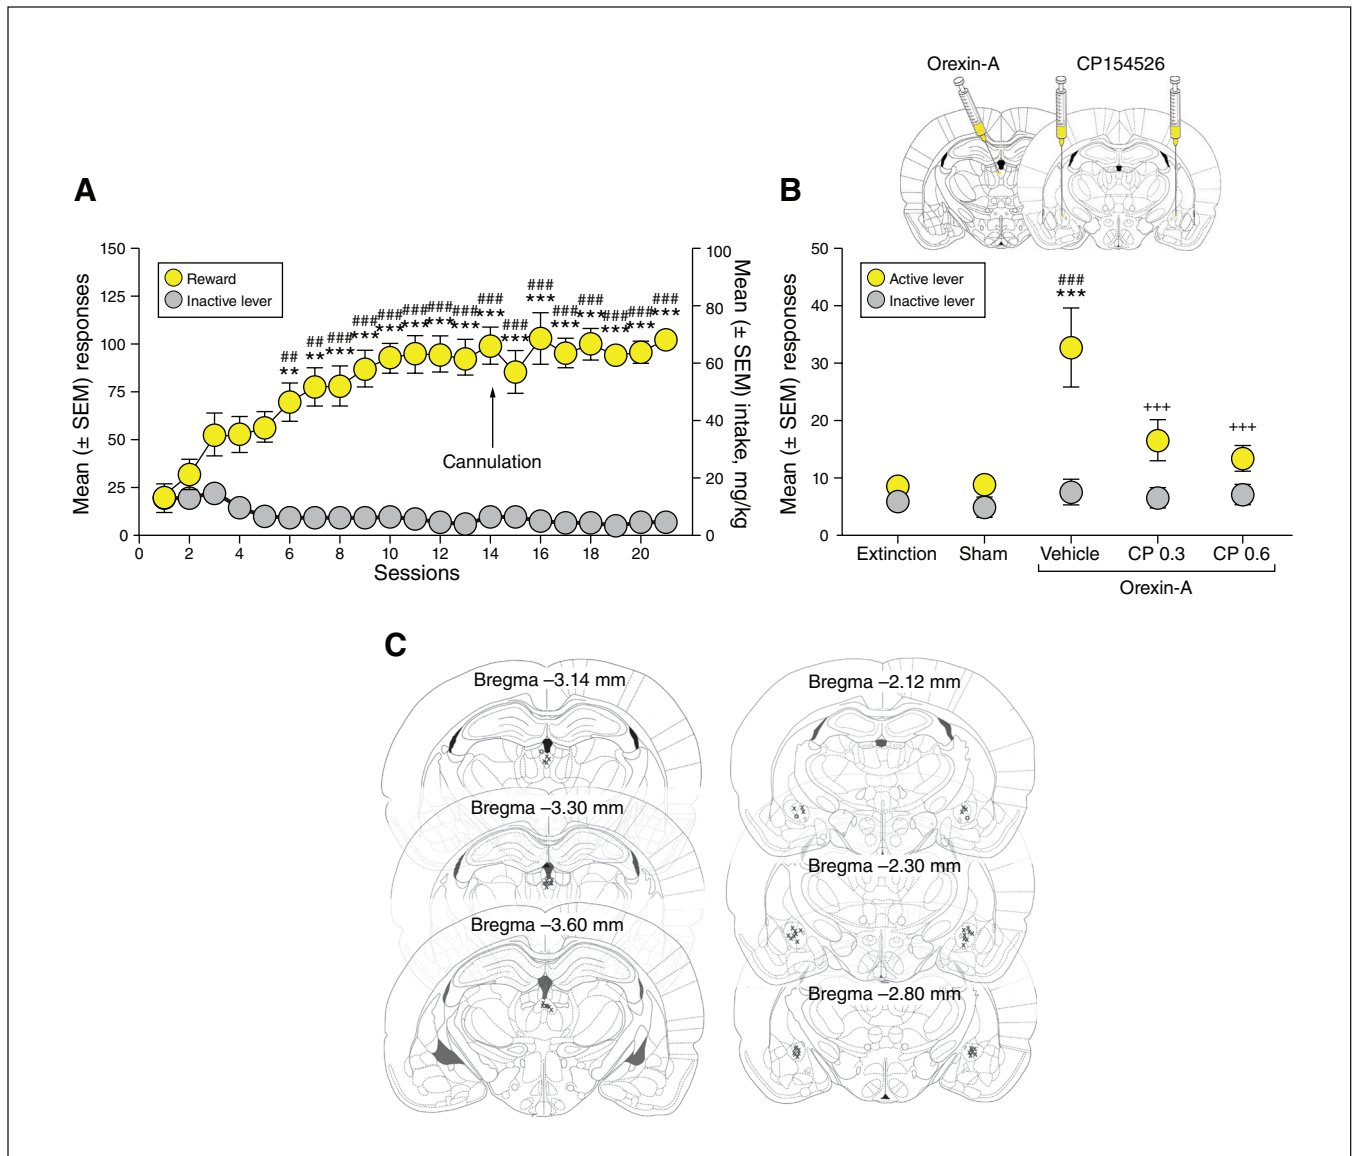 Orexin-A
CP154526
A
Mean (± SEM) responses
150
125
100
75
50
25
0
Reward
Inactive lever
##
**
##
**
###
***
###
***
###
***
###
***
###
***
###
***
###
***
###
***
###
***
###
***
###
***
###
***
###
***
###
***
Cannulation
100
80
60
40
20
0
Mean (± SEM) intake, mg/kg
0 2 4 6 8 10 12 14 16 18 20
Sessions
B
Mean (± SEM) responses
50
40
30
20
10
0
Active lever
Inactive lever
###
***
+++
+++
Extinction Sham Vehicle CP 0.3 CP 0.6
Orexin-A
C
Bregma –3.14 mm
Bregma –3.30 mm
Bregma –3.60 mm
Bregma –2.12 mm
Bregma –2.30 mm
Bregma –2.80 mm